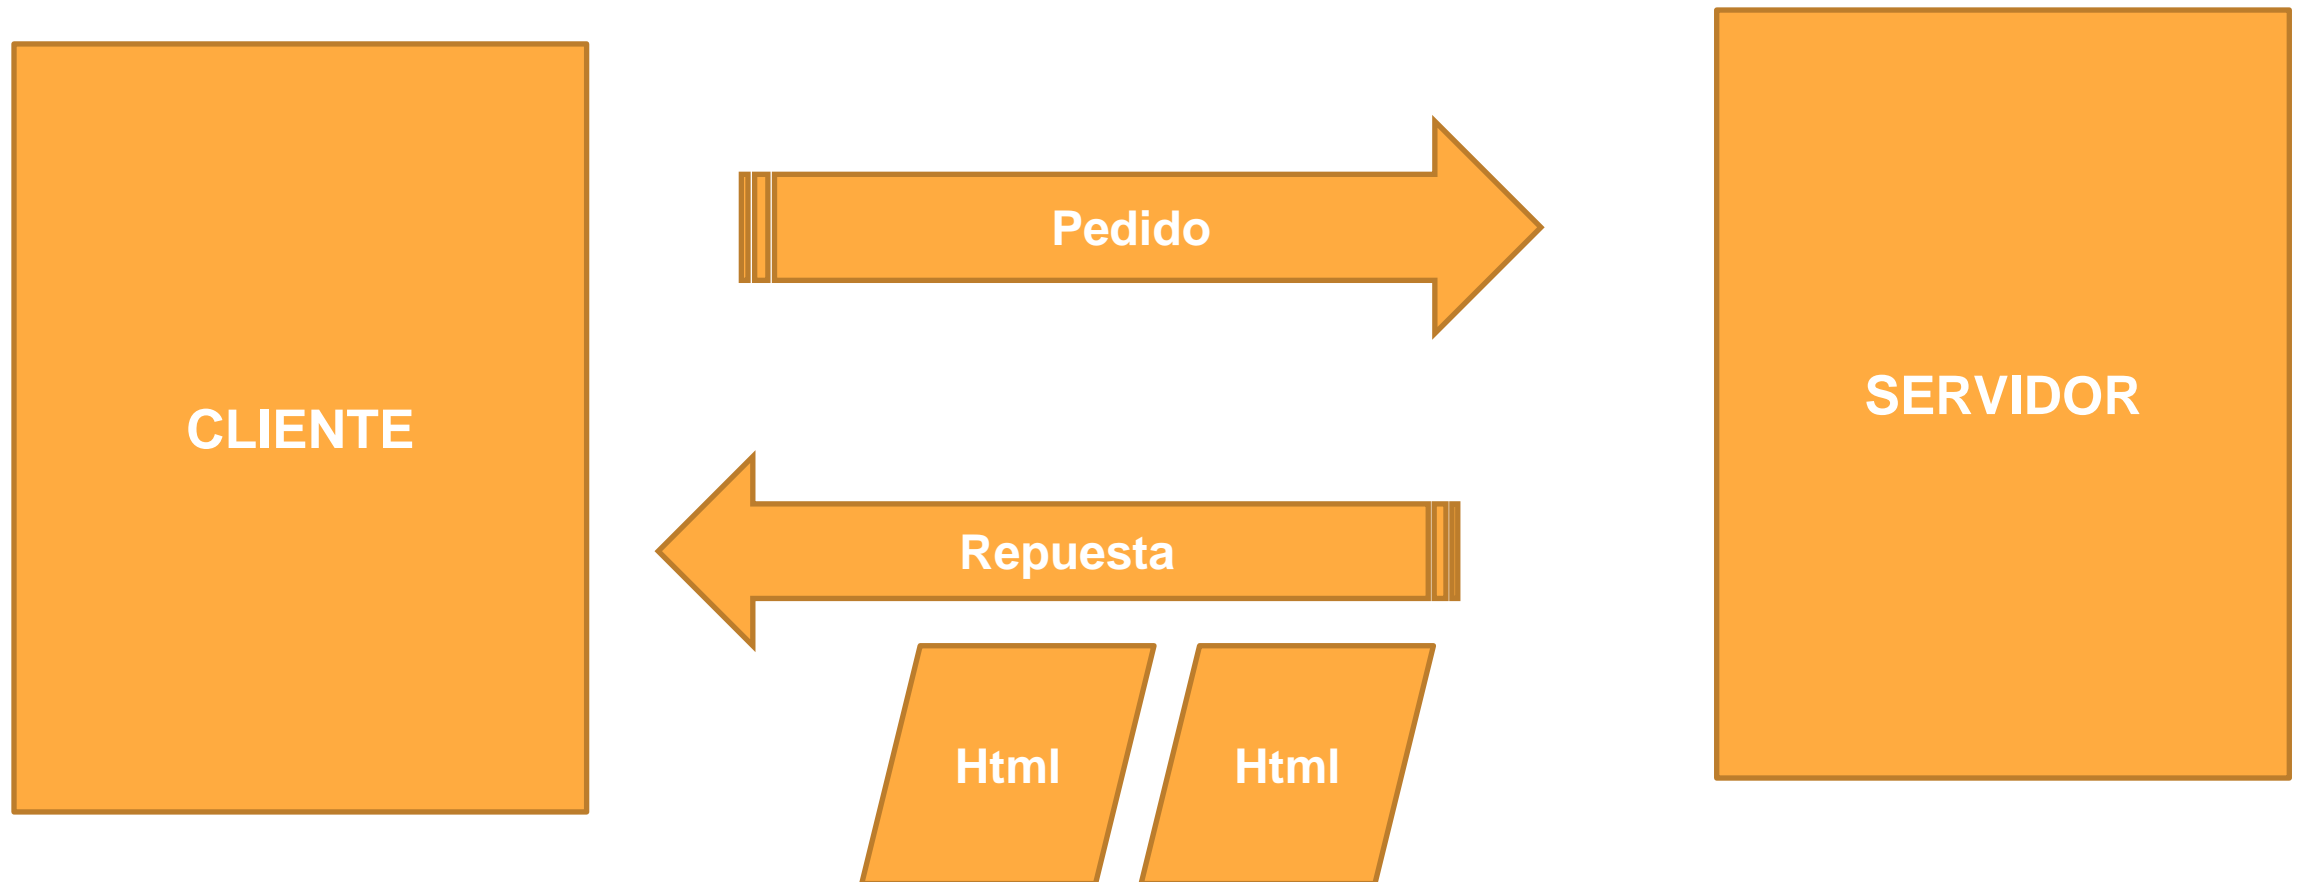 CLIENTE
Pedido
SERVIDOR
Repuesta
Html
Html